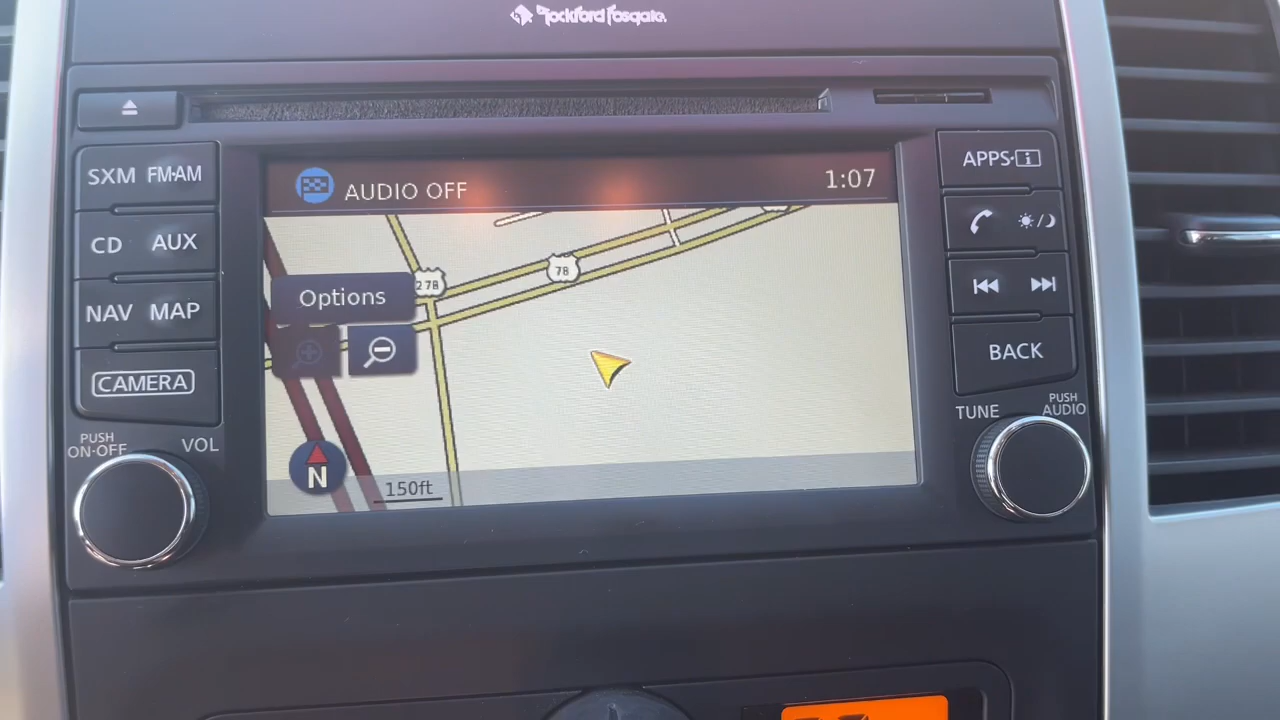 Rockford Fosgate.
SXM FM·AM
CD AUX
NAV MAP
CAMERA
PUSH
ON·OFF
VOL
AUDIO OFF
1:07
278
78
Options
N
150ft
APPS·i
BACK
TUNE
PUSH
AUDIO